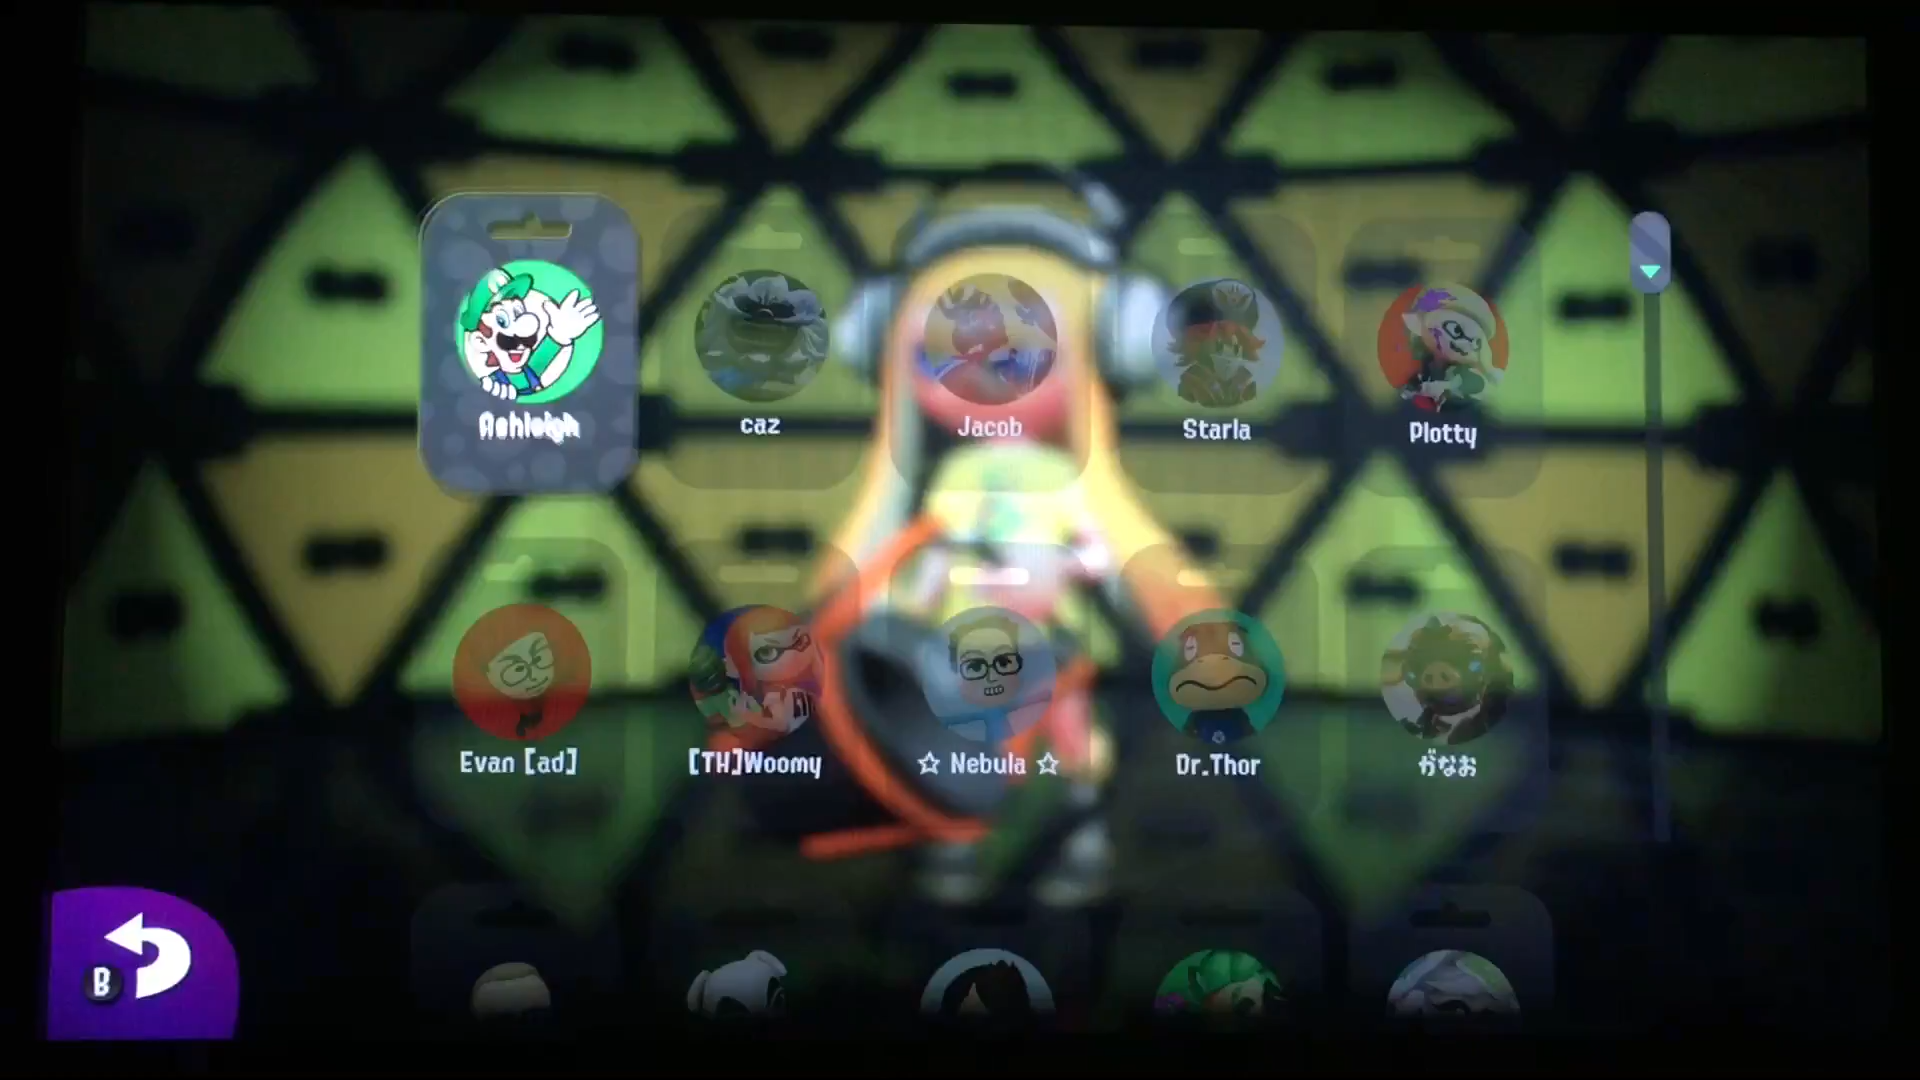 Ashleigh
caz
Jacob
Starla
Plotty
Evan [ad]
[TH]Woomy
☆ Nebula ☆
Dr.Thor
がなお
B